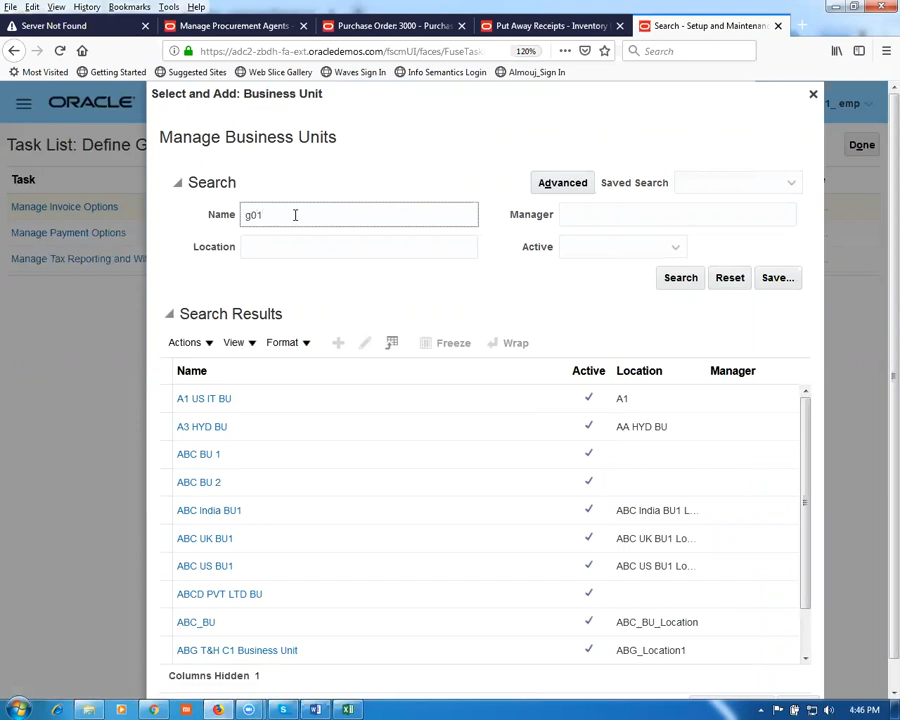 File Edit View History Bookmarks Tools Help
Server Not Found
Manage Procurement Agents -
Purchase Order: 3000 - Purchas
Put Away Receipts - Inventory
Search - Setup and Maintenanc
https://adc2-zbdh-fa-ext.oracledemos.com/fscmUI/faces/FuseTask
120%
Search
Most Visited Getting Started Suggested Sites Web Slice Gallery Waves Sign In Info Semantics Login Almouj_Sign In
ORACLE
1_ emp
Task List: Define G
Done
Task
Manage Invoice Options
Manage Payment Options
Manage Tax Reporting and Wi
Select and Add: Business Unit
Manage Business Units
Search
Advanced Saved Search
Name g01 Manager
Location Active
Search Reset Save...
Search Results
Actions View Format Freeze Wrap
Name Active Location Manager
A1 US IT BU A1
A3 HYD BU AA HYD BU
ABC BU 1
ABC BU 2
ABC India BU1 ABC India BU1 L...
ABC UK BU1 ABC UK BU1 Lo...
ABC US BU1 ABC US BU1 Lo...
ABCD PVT LTD BU
ABC_BU ABC_BU_Location
ABG T&H C1 Business Unit ABG_Location1
Columns Hidden 1
4:46 PM